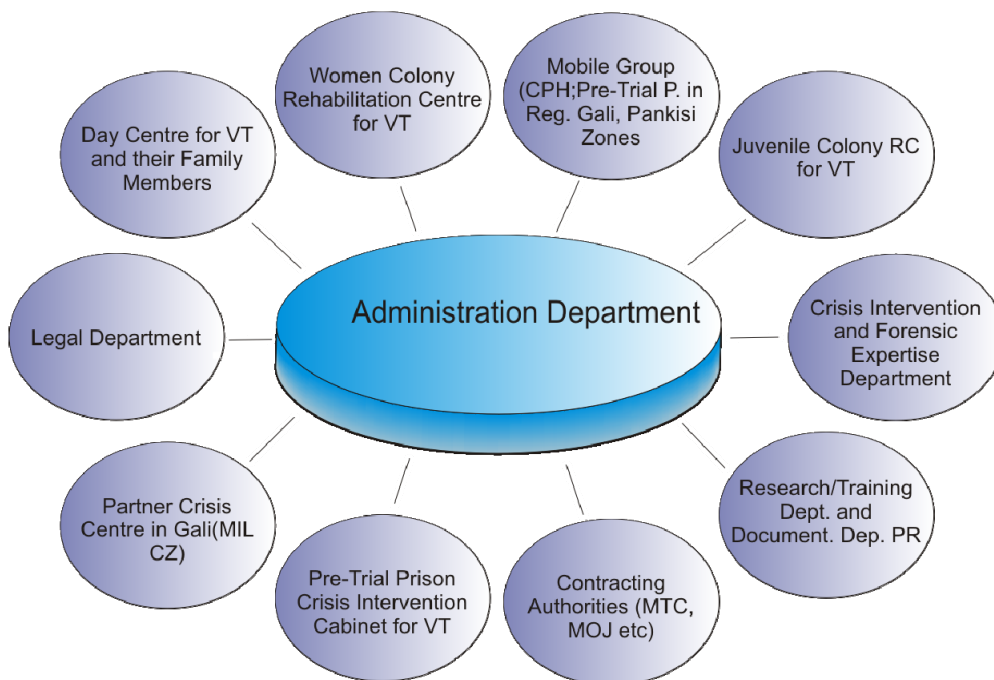 Women Colony
Rehabilitation Centre
for VT
Mobile Group
(CPH;Pre-Trial P. in
Reg. Gali, Pankisi
Zones
Day Centre for VT
and their Family
Members
Juvenile Colony RC
for VT
Administration Department
Legal Department
Crisis Intervention
and Forensic
Expertise
Department
Partner Crisis
Centre in Gali(MIL
CZ)
Research/Training
Dept. and
Document. Dep. PR
Pre-Trial Prison
Crisis Intervention
Cabinet for VT
Contracting
Authorities (MTC,
MOJ etc)